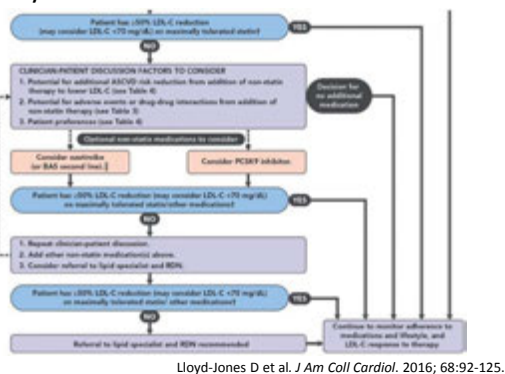 Patient has ≥50% LDL-C reduction
(may consider LDL-C <70 mg/dL) on maximally tolerated statin†
YES
NO
CLINICIAN-PATIENT DISCUSSION FACTORS TO CONSIDER
1. Potential for additional ASCVD risk reduction from addition of non-statin
therapy to lower LDL-C (see Table 4)
2. Potential for adverse events or drug-drug interactions from addition of
non-statin therapy (see Table
3. Patient preferences (see Table 4)
Decision for
no additional
medication
Optional non-statin medications to consider
Consider ezetimibe
(or BAS second line)
Consider PCSK9 inhibitor
Patient has ≥50% LDL-C reduction (may consider LDL-C <70 mg/dL)
on maximally tolerated statin/other medications†
YES
NO
1. Repeat clinician-patient discussion.
2. Add other non-statin medication(s) above.
3. Consider referral to lipid specialist and RDN.
Patient has ≥50% LDL-C reduction (may consider LDL-C <70 mg/dL)
on maximally tolerated statin/ other medications†
YES
NO
Referral to lipid specialist and RDN recommended
Continue to monitor adherence to
medications and lifestyle, and
LDL-C response to therapy
Lloyd-Jones D et al. J Am Coll Cardiol. 2016; 68:92-125.